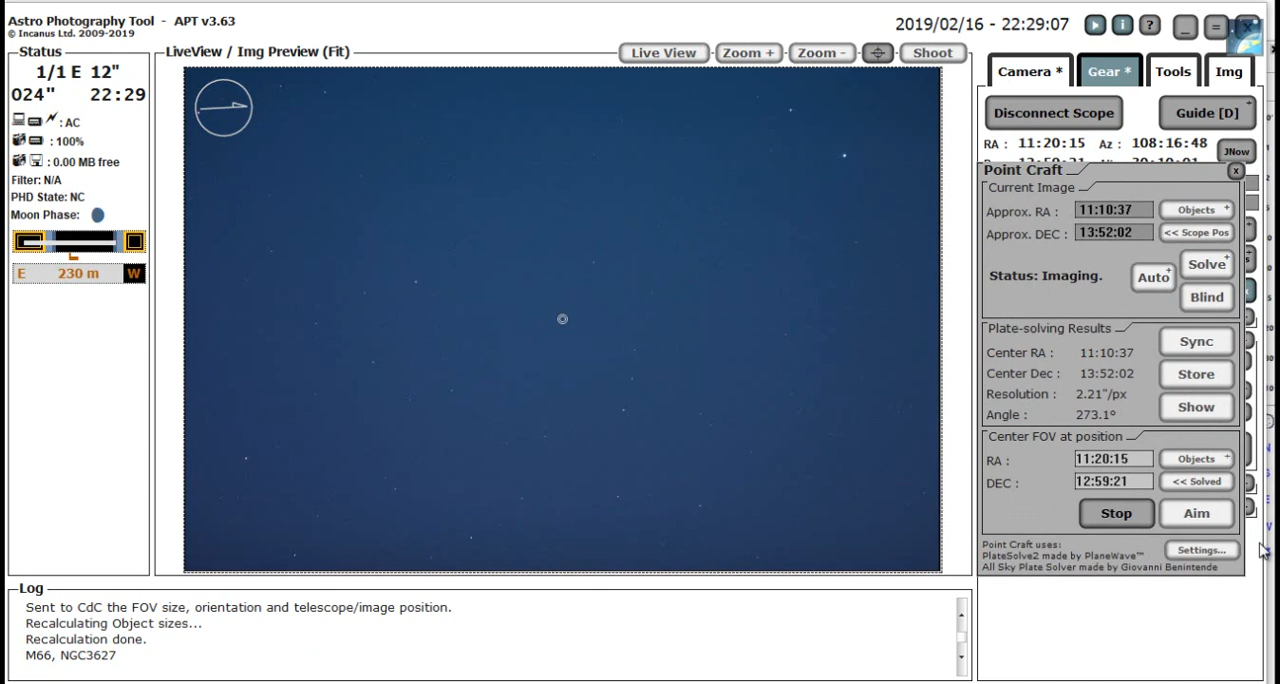 Astro Photography Tool - APT v3.63
© Incanus Ltd. 2009-2019
2019/02/16 - 22:29:07
i
?
Status
1/1 E 12"
024" 22:29
: AC
: 100%
: 0.00 MB free
Filter: N/A
PHD State: NC
Moon Phase:
E 230 m W
LiveView / Img Preview (Fit)
Live View
Zoom +
Zoom -
Shoot
Camera *
Gear *
Tools
Img
Disconnect Scope
Guide [D]
RA : 11:20:15 Az : 108:16:48
JNow
Point Craft
x
Current Image
Approx. RA : 11:10:37 Objects +
Approx. DEC : 13:52:02 << Scope Pos
Status: Imaging.
Auto +
Solve +
Blind
Plate-solving Results
Sync
Center RA : 11:10:37
Center Dec : 13:52:02
Store
Resolution : 2.21"/px
Angle : 273.1°
Show
Center FOV at position
RA : 11:20:15 Objects +
DEC : 12:59:21 << Solved
Stop
Aim
Point Craft uses:
PlateSolve2 made by PlaneWave™
All Sky Plate Solver made by Giovanni Benintende
Settings...
Log
Sent to CdC the FOV size, orientation and telescope/image position.
Recalculating Object sizes...
Recalculation done.
M66, NGC3627